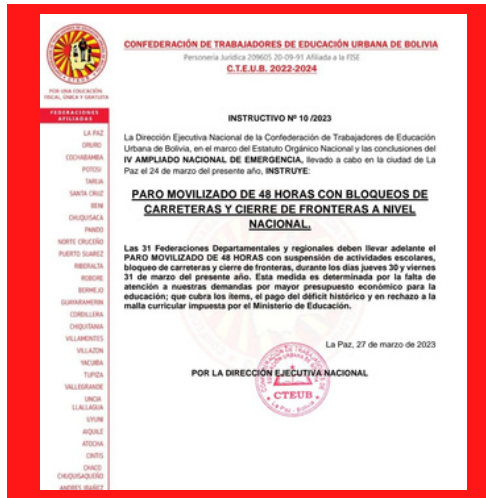 CONFEDERACIÓN DE TRABAJADORES DE EDUCACIÓN URBANA DE BOLIVIA
Personería Jurídica 209605 20-09-91 Afiliada a la FISE
C.T.E.U.B. 2022-2024
POR UNA EDUCACIÓN
FISCAL, ÚNICA Y GRATUITA
FEDERACIONES
AFILIADAS
LA PAZ
ORURO
COCHABAMBA
POTOSI
TARIJA
SANTA CRUZ
BENI
CHUQUISACA
PANDO
NORTE CRUCEÑO
PUERTO SUAREZ
RIBERALTA
ROBORE
BERMEJO
GUAYARAMERIN
CORDILLERA
CHIQUITANIA
VILLAMONTES
VILLAZON
YACUIBA
TUPIZA
VALLEGRANDE
UNCIA
LLALLAGUA
UYUNI
AIQUILE
ATOCHA
CINTIS
CHACO
CHUQUISAQUEÑO
ANDRES IBAÑEZ
INSTRUCTIVO Nº 10 /2023
La Dirección Ejecutiva Nacional de la Confederación de Trabajadores de Educación
Urbana de Bolivia, en el marco del Estatuto Orgánico Nacional y las conclusiones del
IV AMPLIADO NACIONAL DE EMERGENCIA, llevado a cabo en la ciudad de La
Paz el 24 de marzo del presente año, INSTRUYE:
PARO MOVILIZADO DE 48 HORAS CON BLOQUEOS DE
CARRETERAS Y CIERRE DE FRONTERAS A NIVEL
NACIONAL.
Las 31 Federaciones Departamentales y regionales deben llevar adelante el
PARO MOVILIZADO DE 48 HORAS con suspensión de actividades escolares,
bloqueo de carreteras y cierre de fronteras, durante los días jueves 30 y viernes
31 de marzo del presente año. Esta medida es determinada por la falta de
atención a nuestras demandas por mayor presupuesto económico para la
educación; que cubra los ítems, el pago del déficit histórico y en rechazo a la
malla curricular impuesta por el Ministerio de Educación.
La Paz, 27 de marzo de 2023
POR LA DIRECCIÓN EJECUTIVA NACIONAL
CTEUB
La Paz - Bolivia